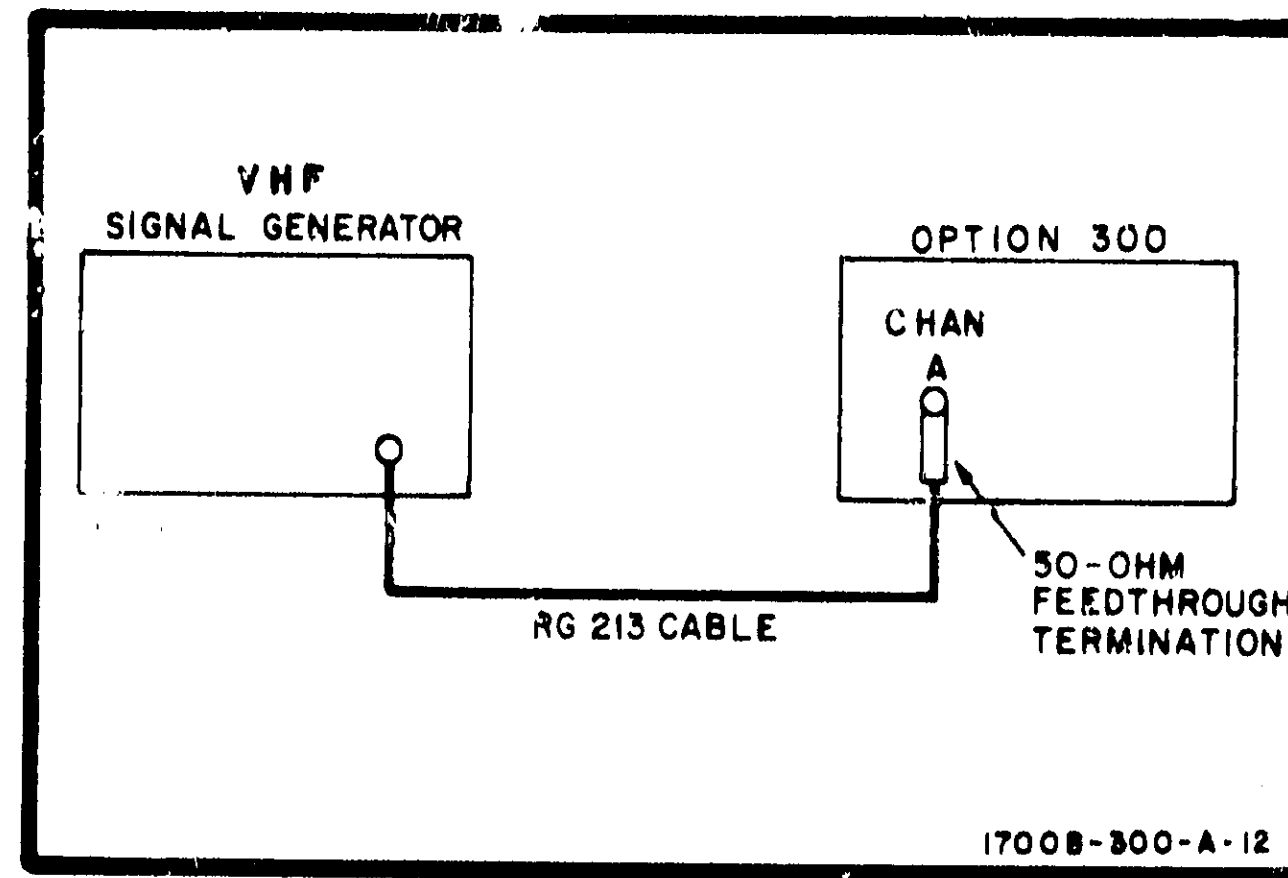 VHF
SIGNAL GENERATOR
OPTION 300
CHAN
A
50-OHM
FEEDTHROUGH
TERMINATION
RG 213 CABLE
1700B-300-A-12